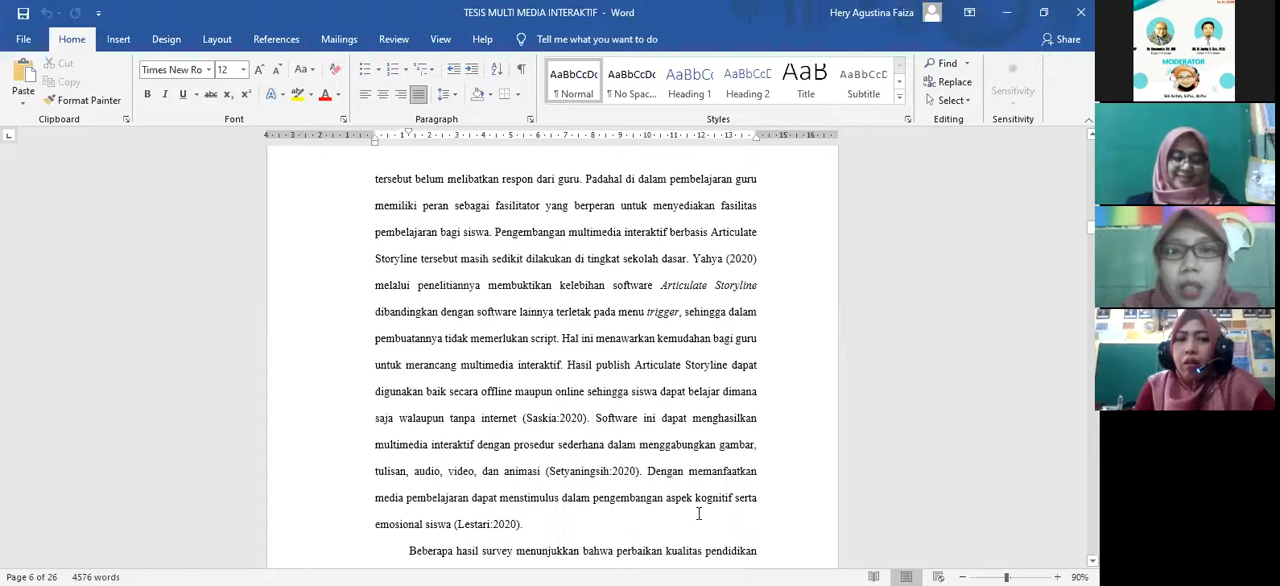 TESIS MULTI MEDIA INTERAKTIF - Word
Hery Agustina Faiza
File Home Insert Design Layout References Mailings Review View Help Tell me what you want to do Share
Paste
Cut
Copy
Format Painter
Clipboard
Times New Ro 12
Font
Paragraph
AaBbCcDc AaBbCcDc AaBbCc AaBbCcD AaB AaBbCcD
¶ Normal ¶ No Spac... Heading 1 Heading 2 Title Subtitle
Styles
Find
Replace
Select
Editing
Sensitivity
Sensitivity
MODERATOR
tersebut belum melibatkan respon dari guru. Padahal di dalam pembelajaran guru
memiliki peran sebagai fasilitator yang berperan untuk menyediakan fasilitas
pembelajaran bagi siswa. Pengembangan multimedia interaktif berbasis Articulate
Storyline tersebut masih sedikit dilakukan di tingkat sekolah dasar. Yahya (2020)
melalui penelitiannya membuktikan kelebihan software Articulate Storyline
dibandingkan dengan software lainnya terletak pada menu trigger, sehingga dalam
pembuatannya tidak memerlukan script. Hal ini menawarkan kemudahan bagi guru
untuk merancang multimedia interaktif. Hasil publish Articulate Storyline dapat
digunakan baik secara offline maupun online sehingga siswa dapat belajar dimana
saja walaupun tanpa internet (Saskia:2020). Software ini dapat menghasilkan
multimedia interaktif dengan prosedur sederhana dalam menggabungkan gambar,
tulisan, audio, video, dan animasi (Setyaningsih:2020). Dengan memanfaatkan
media pembelajaran dapat menstimulus dalam pengembangan aspek kognitif serta
emosional siswa (Lestari:2020).
Beberapa hasil survey menunjukkan bahwa perbaikan kualitas pendidikan
Page 6 of 26 4576 words
90%